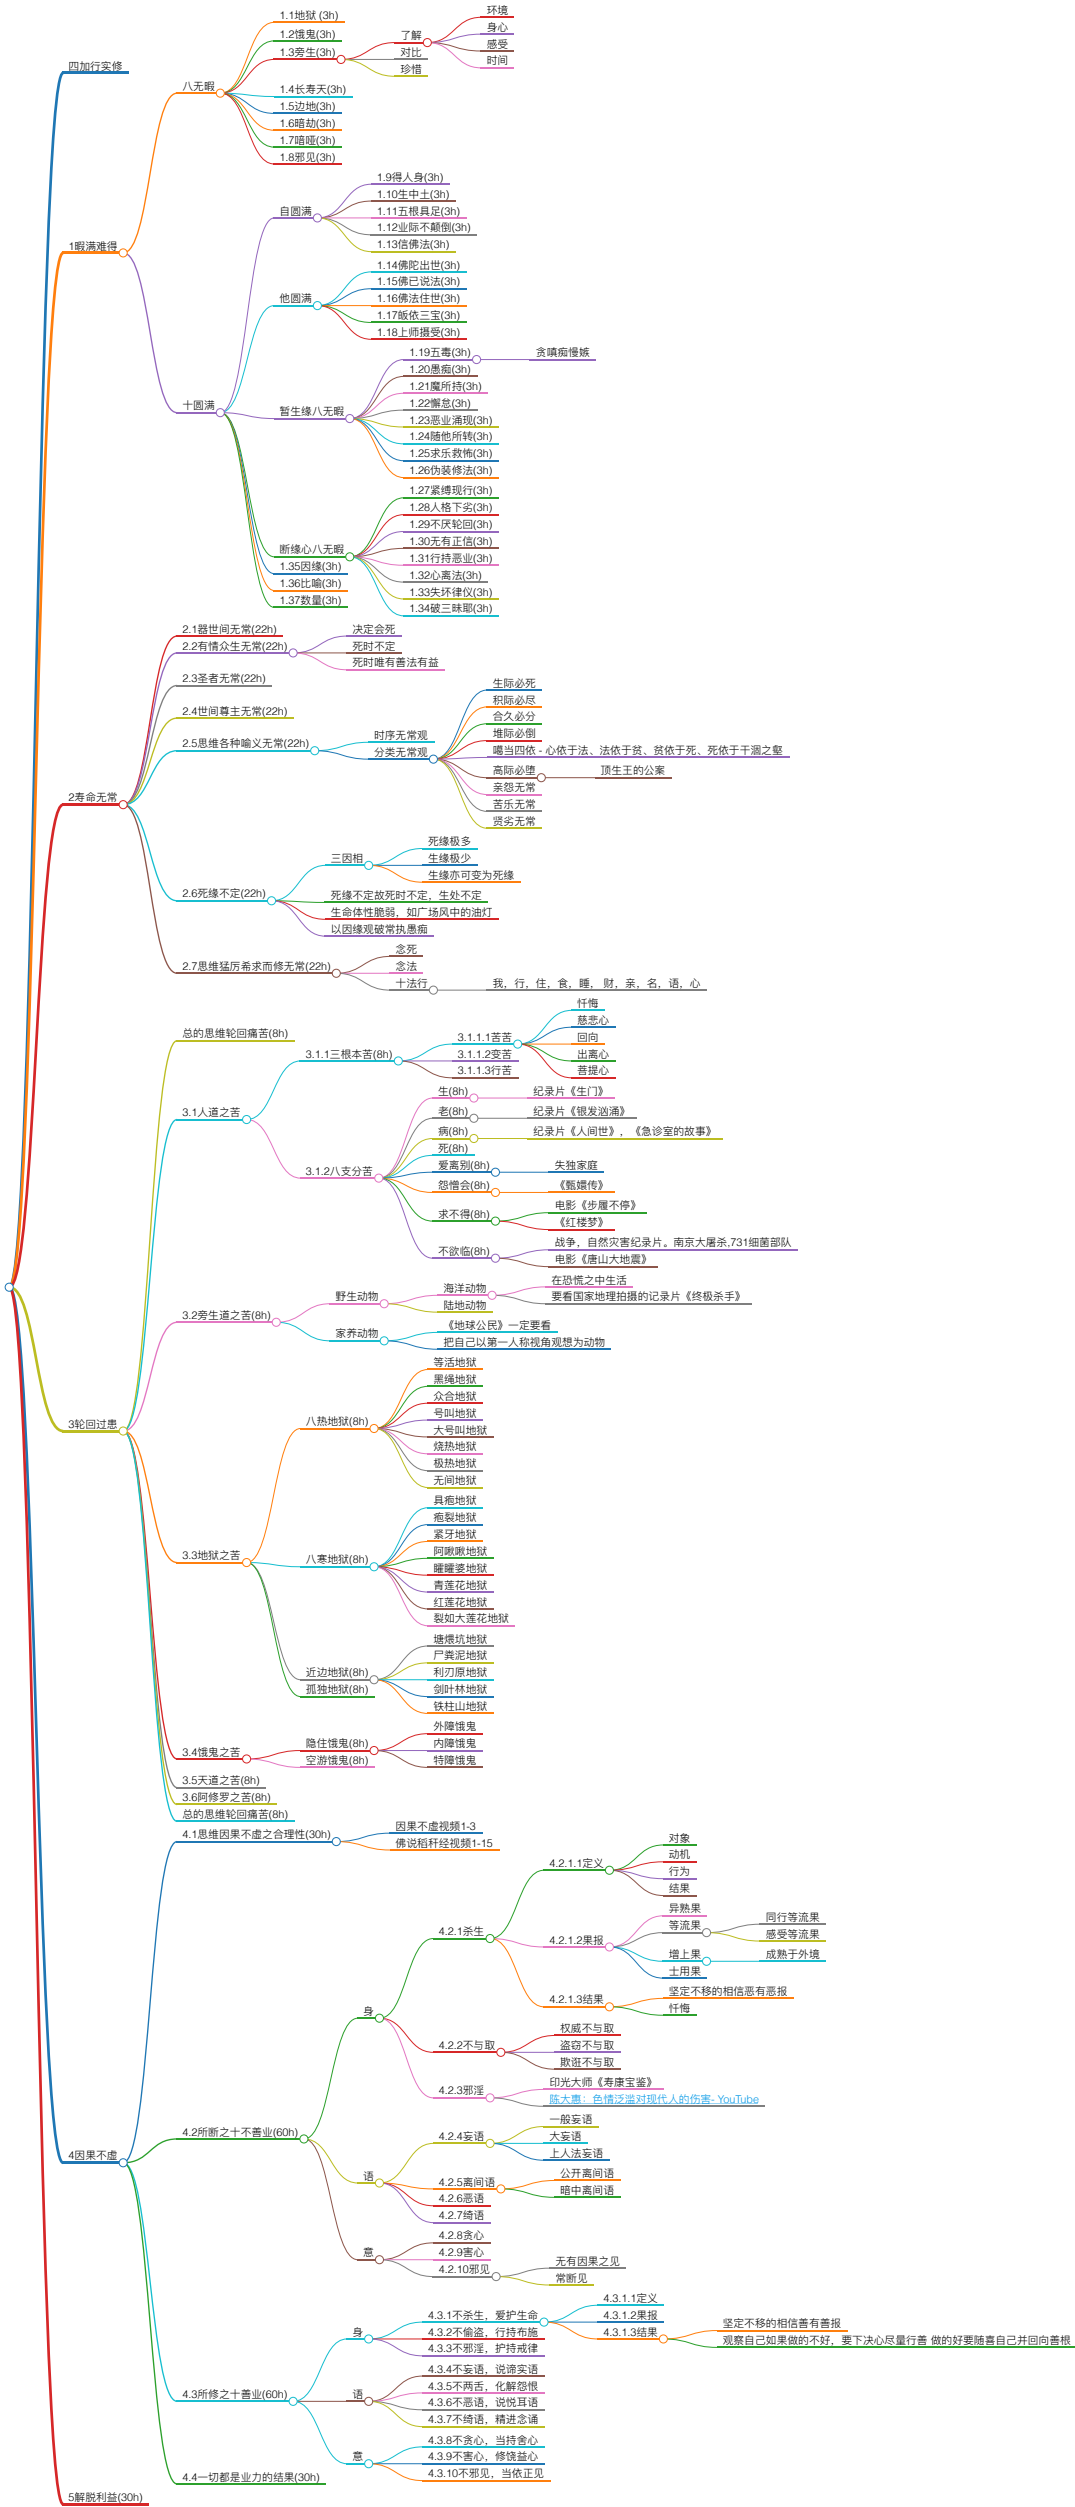 四加行实修
1暇满难得
八无暇
1.1地狱 (3h)
1.2饿鬼(3h)
1.3旁生(3h)
了解
环境
身心
感受
时间
对比
珍惜
1.4长寿天(3h)
1.5边地(3h)
1.6暗劫(3h)
1.7喑哑(3h)
1.8邪见(3h)
十圆满
自圆满
1.9得人身(3h)
1.10生中土(3h)
1.11五根具足(3h)
1.12业际不颠倒(3h)
1.13信佛法(3h)
他圆满
1.14佛陀出世(3h)
1.15佛已说法(3h)
1.16佛法住世(3h)
1.17皈依三宝(3h)
1.18上师摄受(3h)
暂生缘八无暇
1.19五毒(3h)
贪嗔痴慢嫉
1.20愚痴(3h)
1.21魔所持(3h)
1.22懈怠(3h)
1.23恶业涌现(3h)
1.24随他所转(3h)
1.25求乐救怖(3h)
1.26伪装修法(3h)
断缘心八无暇
1.27紧缚现行(3h)
1.28人格下劣(3h)
1.29不厌轮回(3h)
1.30无有正信(3h)
1.31行持恶业(3h)
1.32心离法(3h)
1.33失坏律仪(3h)
1.34破三昧耶(3h)
1.35因缘(3h)
1.36比喻(3h)
1.37数量(3h)
2寿命无常
2.1器世间无常(22h)
2.2有情众生无常(22h)
决定会死
死时不定
死时唯有善法有益
2.3圣者无常(22h)
2.4世间尊主无常(22h)
2.5思维各种喻义无常(22h)
时序无常观
分类无常观
生际必死
积际必尽
合久必分
堆际必倒
噶当四依 - 心依于法、法依于贫、贫依于死、死依于干涸之壑
高际必堕
顶生王的公案
亲怨无常
苦乐无常
贤劣无常
2.6死缘不定(22h)
三因相
死缘极多
生缘极少
生缘亦可变为死缘
死缘不定故死时不定，生处不定
生命体性脆弱，如广场风中的油灯
以因缘观破常执愚痴
2.7思维猛厉希求而修无常(22h)
念死
念法
十法行
我，行，住，食，睡， 财，亲，名，语，心
3轮回过患
总的思维轮回痛苦(8h)
3.1人道之苦
3.1.1三根本苦(8h)
3.1.1.1苦苦
忏悔
慈悲心
回向
出离心
菩提心
3.1.1.2变苦
3.1.1.3行苦
3.1.2八支分苦
生(8h)
纪录片《生门》
老(8h)
纪录片《银发汹涌》
病(8h)
纪录片《人间世》，《急诊室的故事》
死(8h)
爱离别(8h)
失独家庭
怨憎会(8h)
《甄嬛传》
求不得(8h)
电影《步履不停》
《红楼梦》
不欲临(8h)
战争，自然灾害纪录片。南京大屠杀,731细菌部队
电影《唐山大地震》
3.2旁生道之苦(8h)
野生动物
海洋动物
在恐慌之中生活
要看国家地理拍摄的记录片《终极杀手》
陆地动物
家养动物
《地球公民》一定要看
把自己以第一人称视角观想为动物
3.3地狱之苦
八热地狱(8h)
等活地狱
黑绳地狱
众合地狱
号叫地狱
大号叫地狱
烧热地狱
极热地狱
无间地狱
八寒地狱(8h)
具疱地狱
疱裂地狱
紧牙地狱
阿啾啾地狱
矐矐婆地狱
青莲花地狱
红莲花地狱
裂如大莲花地狱
近边地狱(8h)
塘煨坑地狱
尸粪泥地狱
利刃原地狱
剑叶林地狱
铁柱山地狱
孤独地狱(8h)
3.4饿鬼之苦
隐住饿鬼(8h)
外障饿鬼
内障饿鬼
特障饿鬼
空游饿鬼(8h)
3.5天道之苦(8h)
3.6阿修罗之苦(8h)
总的思维轮回痛苦(8h)
4因果不虚
4.1思维因果不虚之合理性(30h)
因果不虚视频1-3
佛说稻秆经视频1-15
4.2所断之十不善业(60h)
身
4.2.1杀生
4.2.1.1定义
对象
动机
行为
结果
4.2.1.2果报
异熟果
等流果
同行等流果
感受等流果
增上果
成熟于外境
士用果
4.2.1.3结果
坚定不移的相信恶有恶报
忏悔
4.2.2不与取
权威不与取
盗窃不与取
欺诳不与取
4.2.3邪淫
印光大师《寿康宝鉴》
陈大惠：色情泛滥对现代人的伤害- YouTube
语
4.2.4妄语
一般妄语
大妄语
上人法妄语
4.2.5离间语
公开离间语
暗中离间语
4.2.6恶语
4.2.7绮语
意
4.2.8贪心
4.2.9害心
4.2.10邪见
无有因果之见
常断见
4.3所修之十善业(60h)
身
4.3.1不杀生，爱护生命
4.3.1.1定义
4.3.1.2果报
4.3.1.3结果
坚定不移的相信善有善报
观察自己如果做的不好，要下决心尽量行善 做的好要随喜自己并回向善根
4.3.2不偷盗，行持布施
4.3.3不邪淫，护持戒律
语
4.3.4不妄语，说谛实语
4.3.5不两舌，化解怨恨
4.3.6不恶语，说悦耳语
4.3.7不绮语，精进念诵
意
4.3.8不贪心，当持舍心
4.3.9不害心，修饶益心
4.3.10不邪见，当依正见
4.4一切都是业力的结果(30h)
5解脱利益(30h)